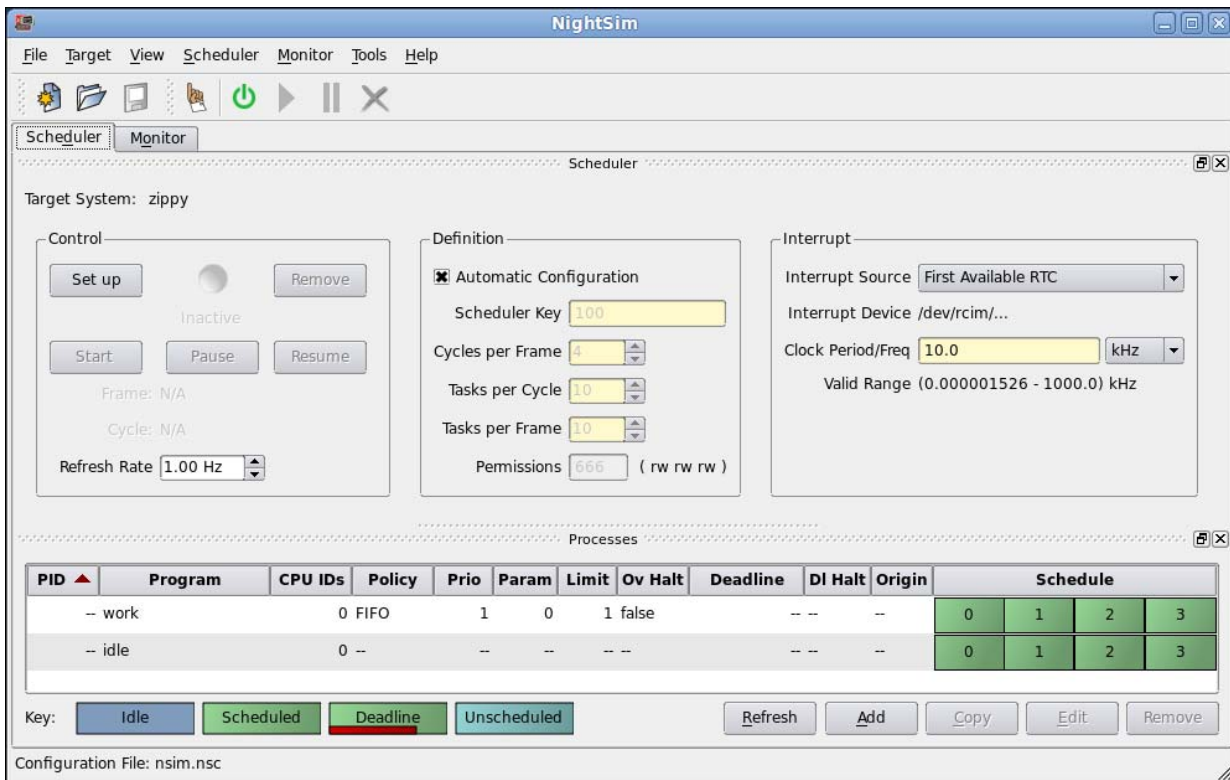 NightSim
File Target View Scheduler Monitor Tools Help
Scheduler Monitor
Scheduler
Target System: zippy
Control
Set up Remove
Inactive
Start Pause Resume
Frame: N/A
Cycle: N/A
Refresh Rate 1.00 Hz
Definition
Automatic Configuration
Scheduler Key 100
Cycles per Frame 4
Tasks per Cycle 10
Tasks per Frame 10
Permissions 666 ( rw rw rw )
Interrupt
Interrupt Source First Available RTC
Interrupt Device /dev/rcim/...
Clock Period/Freq 10.0 kHz
Valid Range (0.000001526 - 1000.0) kHz
Processes
PID Program CPU IDs Policy Prio Param Limit Ov Halt Deadline Dl Halt Origin Schedule
-- work 0 FIFO 1 0 1 false -- -- -- 0 1 2 3
-- idle 0 -- -- -- -- -- -- -- -- 0 1 2 3
Key: Idle Scheduled Deadline Unscheduled Refresh Add Copy Edit Remove
Configuration File: nsim.nsc